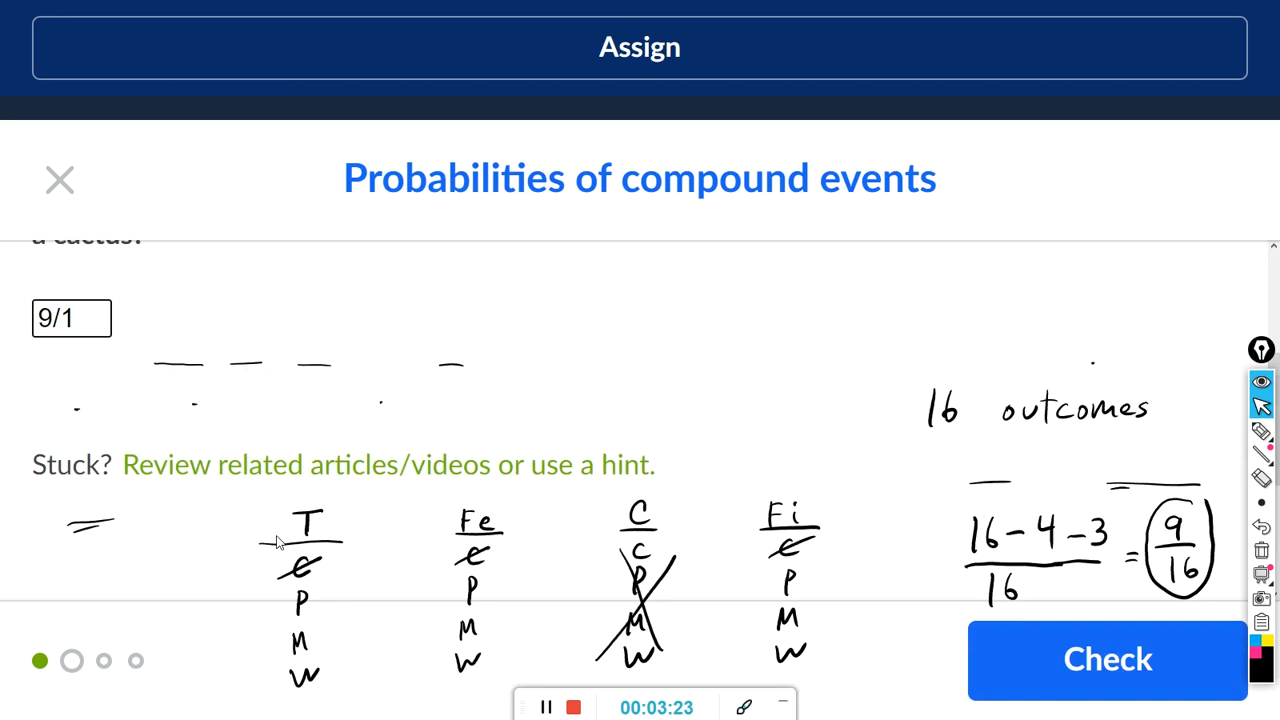 Assign
Probabilities of compound events
a cactus?
9/1
16 outcomes
Stuck? Review related articles/videos or use a hint.
T Fe C Fi
C C C C
P P P P
M M M M
W W W W
16 - 4 - 3 = 9
16 16
Check
00:03:23